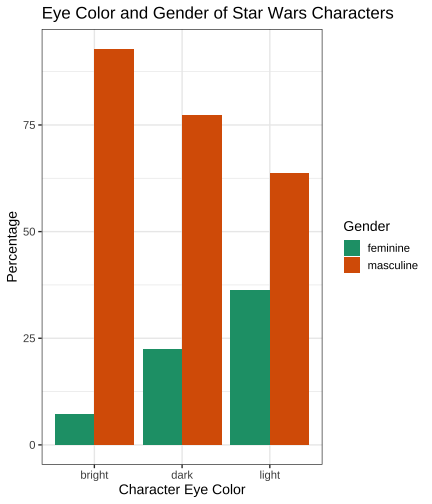 Eye Color and Gender of Star Wars Characters
Percentage
75
50
25
0
bright dark light
Character Eye Color
Gender
feminine
masculine